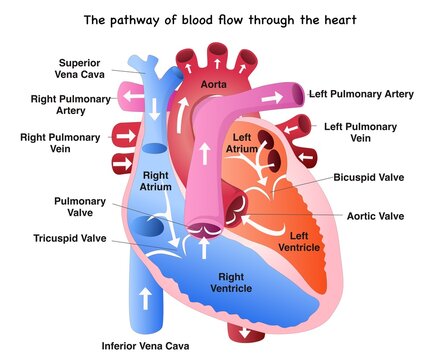 The pathway of blood flow through the heart
Superior
Vena Cava
Aorta
Right Pulmonary
Artery
Left Pulmonary Artery
Right Pulmonary
Vein
Left Pulmonary
Vein
Left
Atrium
Right
Atrium
Bicuspid Valve
Pulmonary
Valve
Aortic Valve
Tricuspid Valve
Left
Ventricle
Right
Ventricle
Inferior Vena Cava